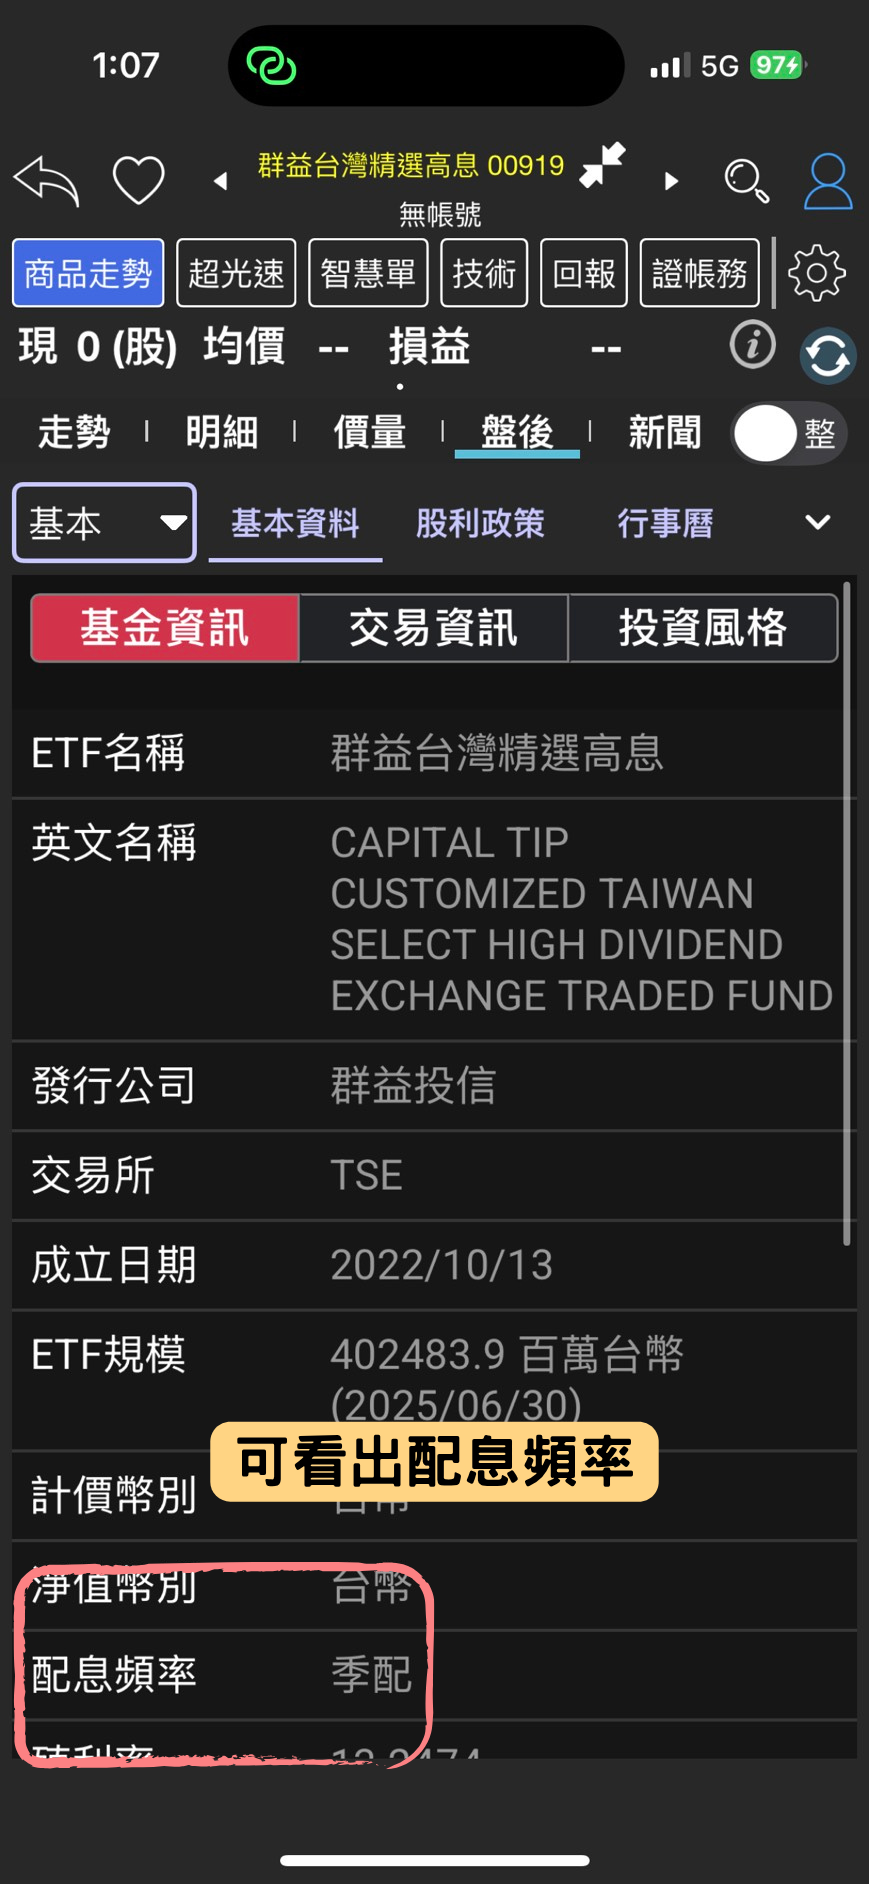 1:07
5G 97
群益台灣精選高息 00919
無帳號
商品走勢 超光速 智慧單 技術 回報 證帳務
現 0 (股) 均價 -- 損益 --
走勢 明細 價量 盤後 新聞 整
基本 基本資料 股利政策 行事曆
基金資訊 交易資訊 投資風格
ETF名稱 群益台灣精選高息
英文名稱 CAPITAL TIP
CUSTOMIZED TAIWAN
SELECT HIGH DIVIDEND
EXCHANGE TRADED FUND
發行公司 群益投信
交易所 TSE
成立日期 2022/10/13
ETF規模 402483.9 百萬台幣
(2025/06/30)
可看出配息頻率
計價幣別 台幣
淨值幣別 台幣
配息頻率 季配